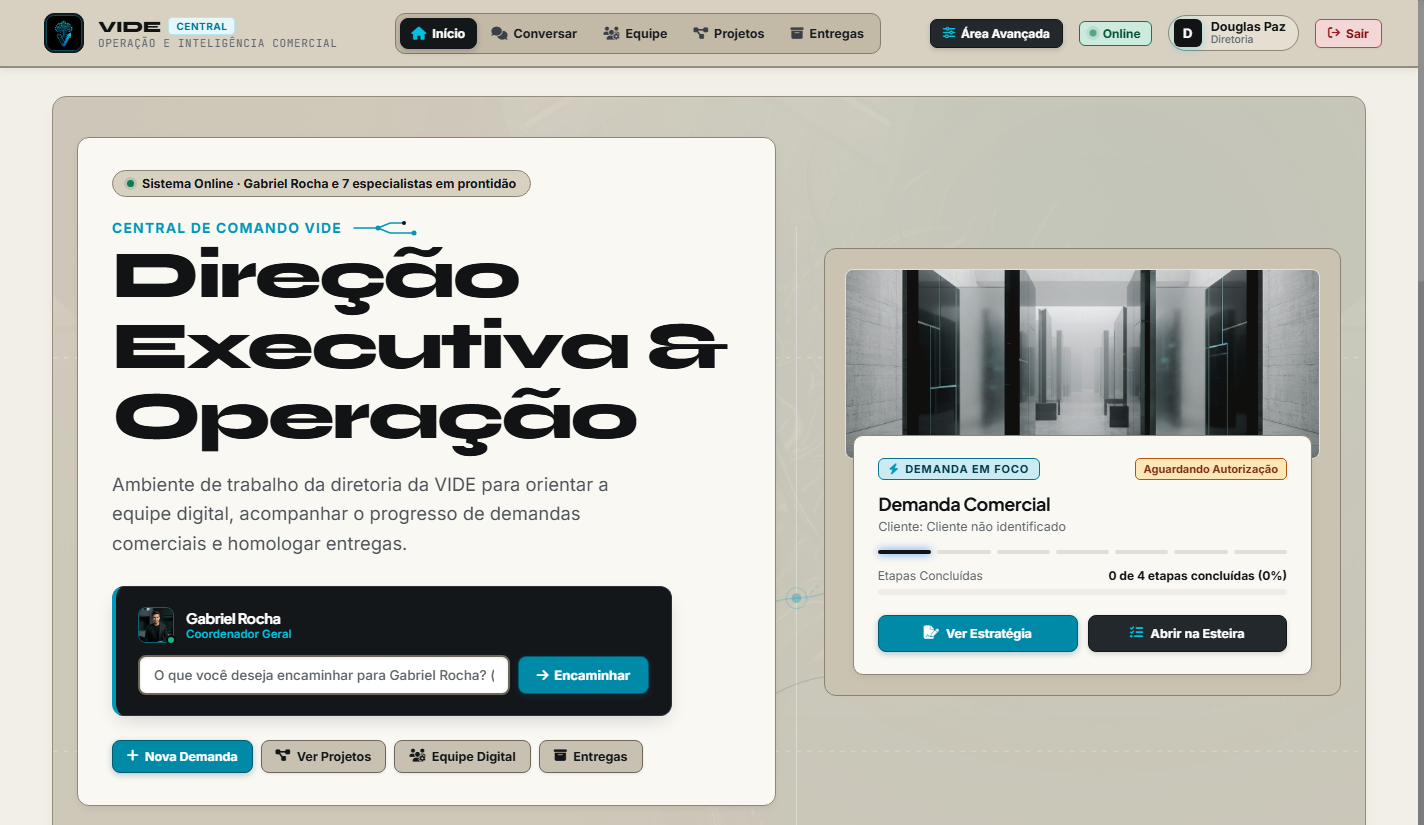 VIDE CENTRAL
OPERAÇÃO E INTELIGÊNCIA COMERCIAL
Início
Conversar
Equipe
Projetos
Entregas
Área Avançada
Online
D
Douglas Paz
Diretoria
Sair
Sistema Online · Gabriel Rocha e 7 especialistas em prontidão
CENTRAL DE COMANDO VIDE
Direção
Executiva &
Operação
Ambiente de trabalho da diretoria da VIDE para orientar a
equipe digital, acompanhar o progresso de demandas
comerciais e homologar entregas.
Gabriel Rocha
Coordenador Geral
O que você deseja encaminhar para Gabriel Rocha? (
Encaminhar
Nova Demanda
Ver Projetos
Equipe Digital
Entregas
DEMANDA EM FOCO
Aguardando Autorização
Demanda Comercial
Cliente: Cliente não identificado
Etapas Concluídas
0 de 4 etapas concluídas (0%)
Ver Estratégia
Abrir na Esteira